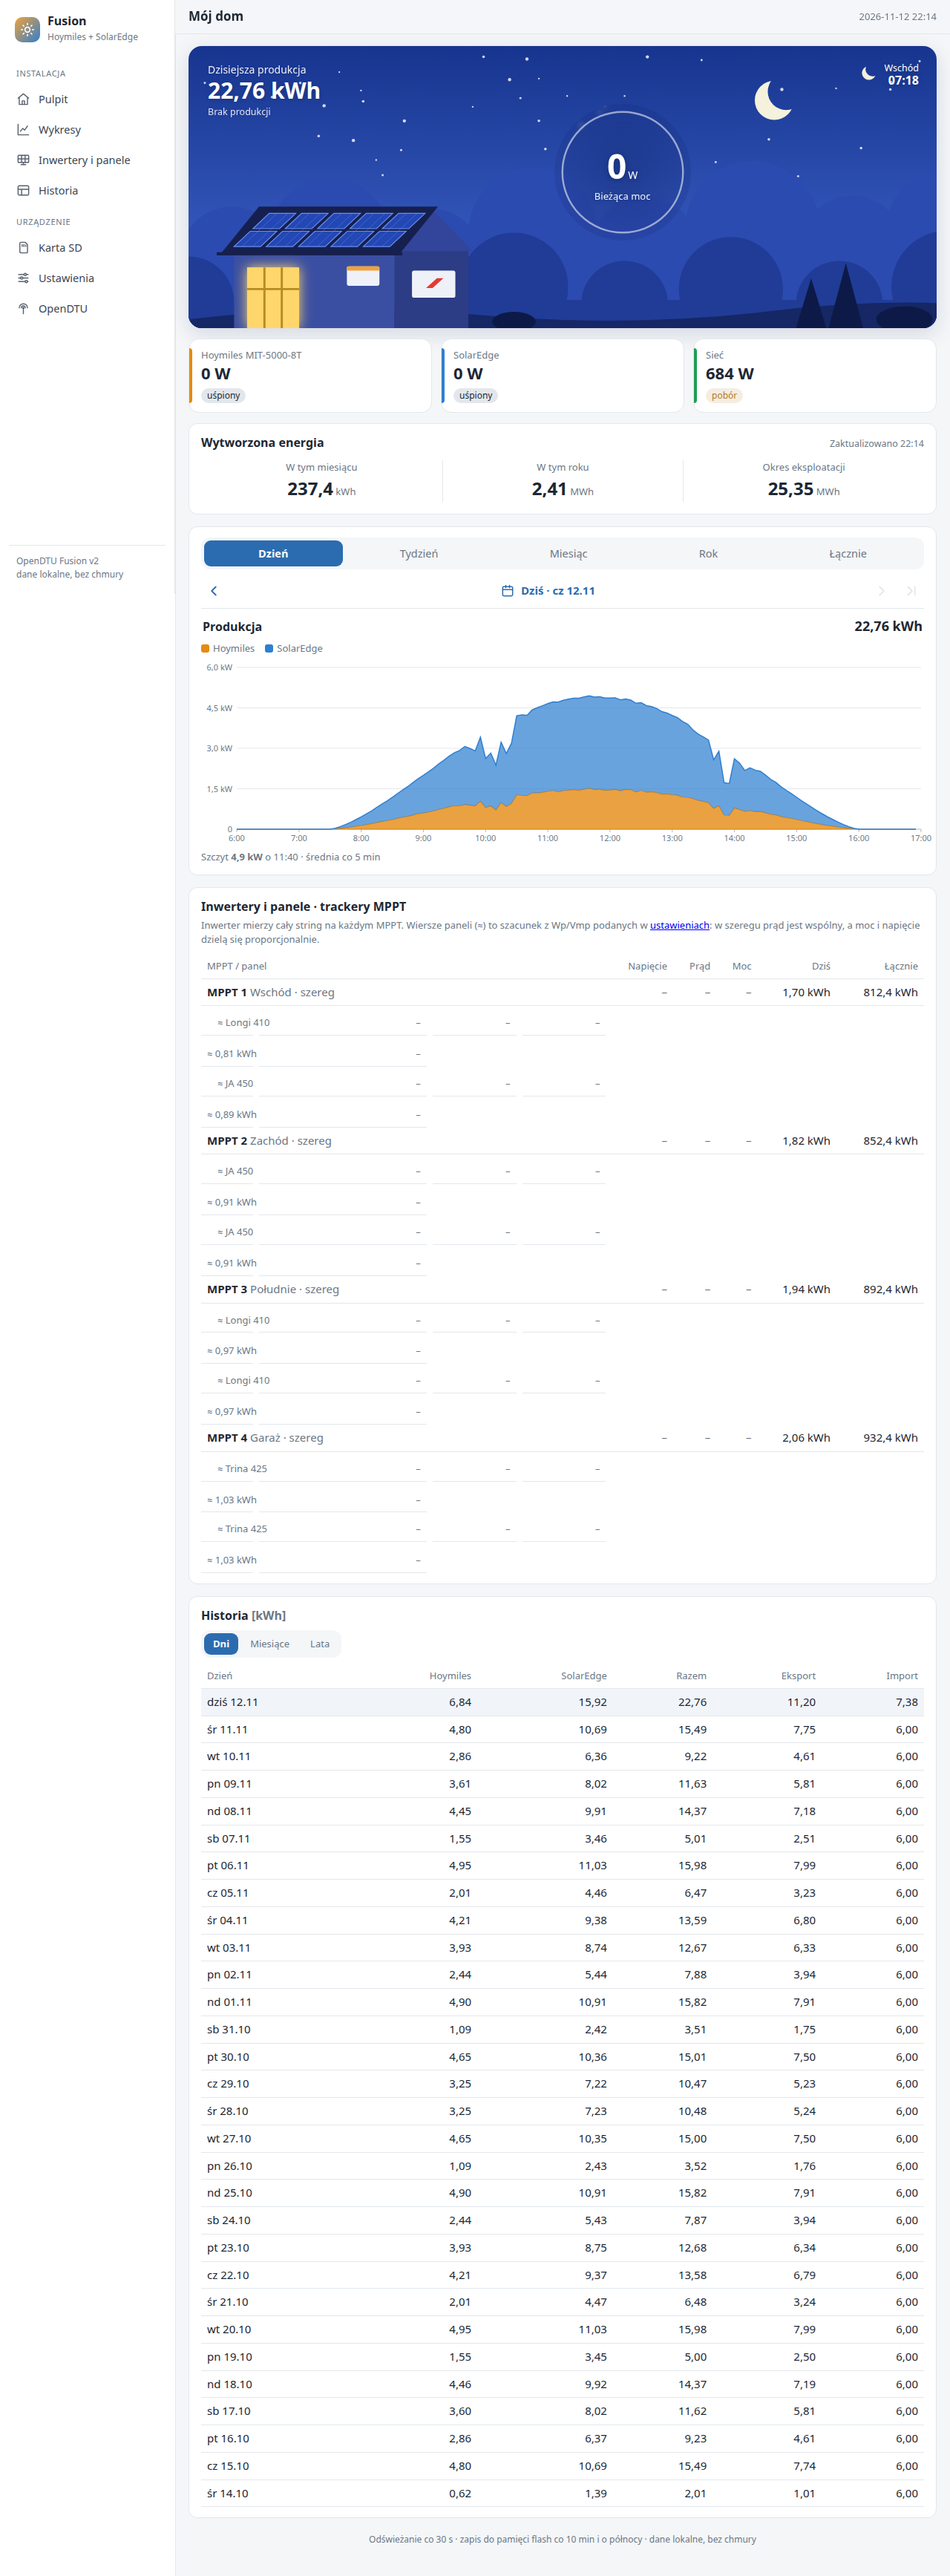 Fusion
Hoymiles + SolarEdge
INSTALACJA
Pulpit
Wykresy
Inwertery i panele
Historia
URZĄDZENIE
Karta SD
Ustawienia
OpenDTU
OpenDTU Fusion v2
dane lokalne, bez chmury
Mój dom
2026-11-12 22:14
Dzisiejsza produkcja
22,76 kWh
Brak produkcji
Wschód
07:18
0 W
Bieżąca moc
Hoymiles MIT-5000-8T
0 W
uśpiony
SolarEdge
0 W
uśpiony
Sieć
684 W
pobór
Wytworzona energia
Zaktualizowano 22:14
W tym miesiącu
237,4 kWh
W tym roku
2,41 MWh
Okres eksploatacji
25,35 MWh
Dzień Tydzień Miesiąc Rok Łącznie
Dziś · cz 12.11
Produkcja 22,76 kWh
Hoymiles SolarEdge
6,0 kW
4,5 kW
3,0 kW
1,5 kW
0
6:00 7:00 8:00 9:00 10:00 11:00 12:00 13:00 14:00 15:00 16:00 17:00
Szczyt 4,9 kW o 11:40 · średnia co 5 min
Inwertery i panele · trackery MPPT
Inwerter mierzy cały string na każdym MPPT. Wiersze paneli (≈) to szacunek z Wp/Vmp podanych w ustawieniach: w szeregu prąd jest wspólny, a moc i napięcie
dzielą się proporcjonalnie.
MPPT / panel Napięcie Prąd Moc Dziś Łącznie
MPPT 1 Wschód · szereg – – – 1,70 kWh 812,4 kWh
≈ Longi 410 – – –
≈ 0,81 kWh –
≈ JA 450 – – –
≈ 0,89 kWh –
MPPT 2 Zachód · szereg – – – 1,82 kWh 852,4 kWh
≈ JA 450 – – –
≈ 0,91 kWh –
≈ JA 450 – – –
≈ 0,91 kWh –
MPPT 3 Południe · szereg – – – 1,94 kWh 892,4 kWh
≈ Longi 410 – – –
≈ 0,97 kWh –
≈ Longi 410 – – –
≈ 0,97 kWh –
MPPT 4 Garaż · szereg – – – 2,06 kWh 932,4 kWh
≈ Trina 425 – – –
≈ 1,03 kWh –
≈ Trina 425 – – –
≈ 1,03 kWh –
Historia [kWh]
Dni Miesiące Lata
Dzień Hoymiles SolarEdge Razem Eksport Import
dziś 12.11 6,84 15,92 22,76 11,20 7,38
śr 11.11 4,80 10,69 15,49 7,75 6,00
wt 10.11 2,86 6,36 9,22 4,61 6,00
pn 09.11 3,61 8,02 11,63 5,81 6,00
nd 08.11 4,45 9,91 14,37 7,18 6,00
sb 07.11 1,55 3,46 5,01 2,51 6,00
pt 06.11 4,95 11,03 15,98 7,99 6,00
cz 05.11 2,01 4,46 6,47 3,23 6,00
śr 04.11 4,21 9,38 13,59 6,80 6,00
wt 03.11 3,93 8,74 12,67 6,33 6,00
pn 02.11 2,44 5,44 7,88 3,94 6,00
nd 01.11 4,90 10,91 15,82 7,91 6,00
sb 31.10 1,09 2,42 3,51 1,75 6,00
pt 30.10 4,65 10,36 15,01 7,50 6,00
cz 29.10 3,25 7,22 10,47 5,23 6,00
śr 28.10 3,25 7,23 10,48 5,24 6,00
wt 27.10 4,65 10,35 15,00 7,50 6,00
pn 26.10 1,09 2,43 3,52 1,76 6,00
nd 25.10 4,90 10,91 15,82 7,91 6,00
sb 24.10 2,44 5,43 7,87 3,94 6,00
pt 23.10 3,93 8,75 12,68 6,34 6,00
cz 22.10 4,21 9,37 13,58 6,79 6,00
śr 21.10 2,01 4,47 6,48 3,24 6,00
wt 20.10 4,95 11,03 15,98 7,99 6,00
pn 19.10 1,55 3,45 5,00 2,50 6,00
nd 18.10 4,46 9,92 14,37 7,19 6,00
sb 17.10 3,60 8,02 11,62 5,81 6,00
pt 16.10 2,86 6,37 9,23 4,61 6,00
cz 15.10 4,80 10,69 15,49 7,74 6,00
śr 14.10 0,62 1,39 2,01 1,01 6,00
Odświeżanie co 30 s · zapis do pamięci flash co 10 min i o północy · dane lokalne, bez chmury